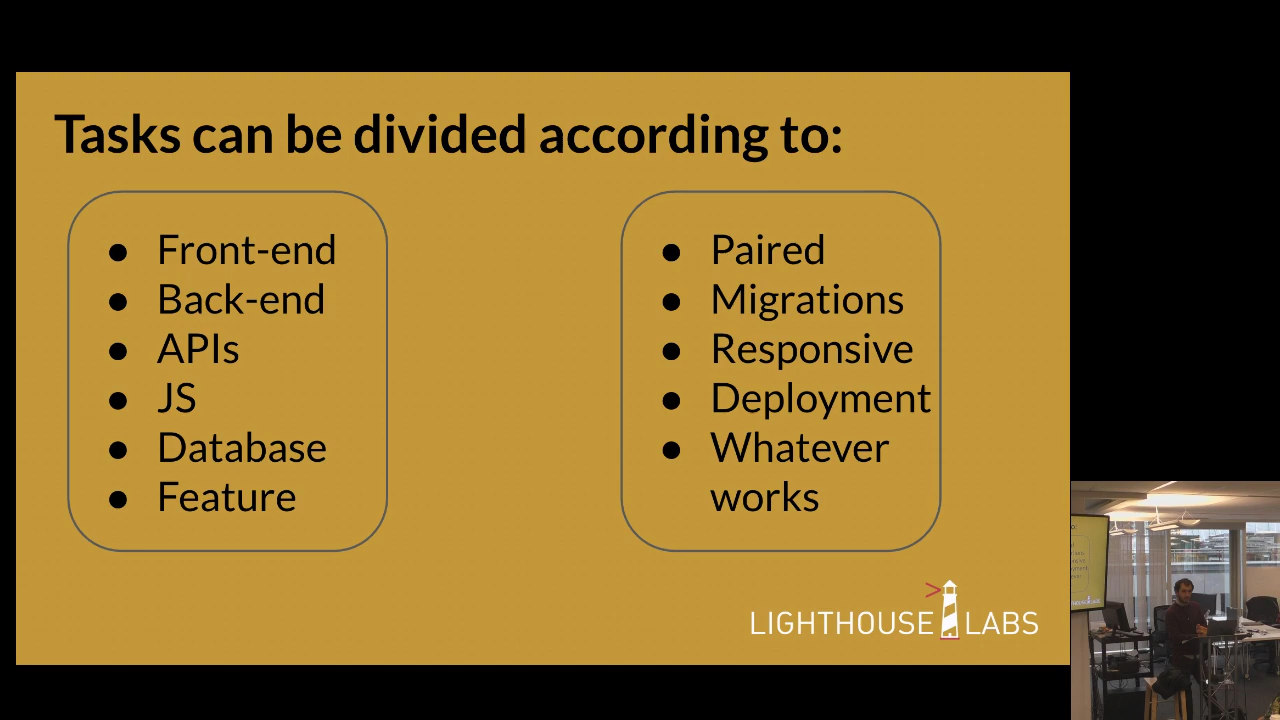 Tasks can be divided according to:
● Front-end
● Back-end
● APIs
● JS
● Database
● Feature
● Paired
● Migrations
● Responsive
● Deployment
● Whatever
works
LIGHTHOUSE LABS